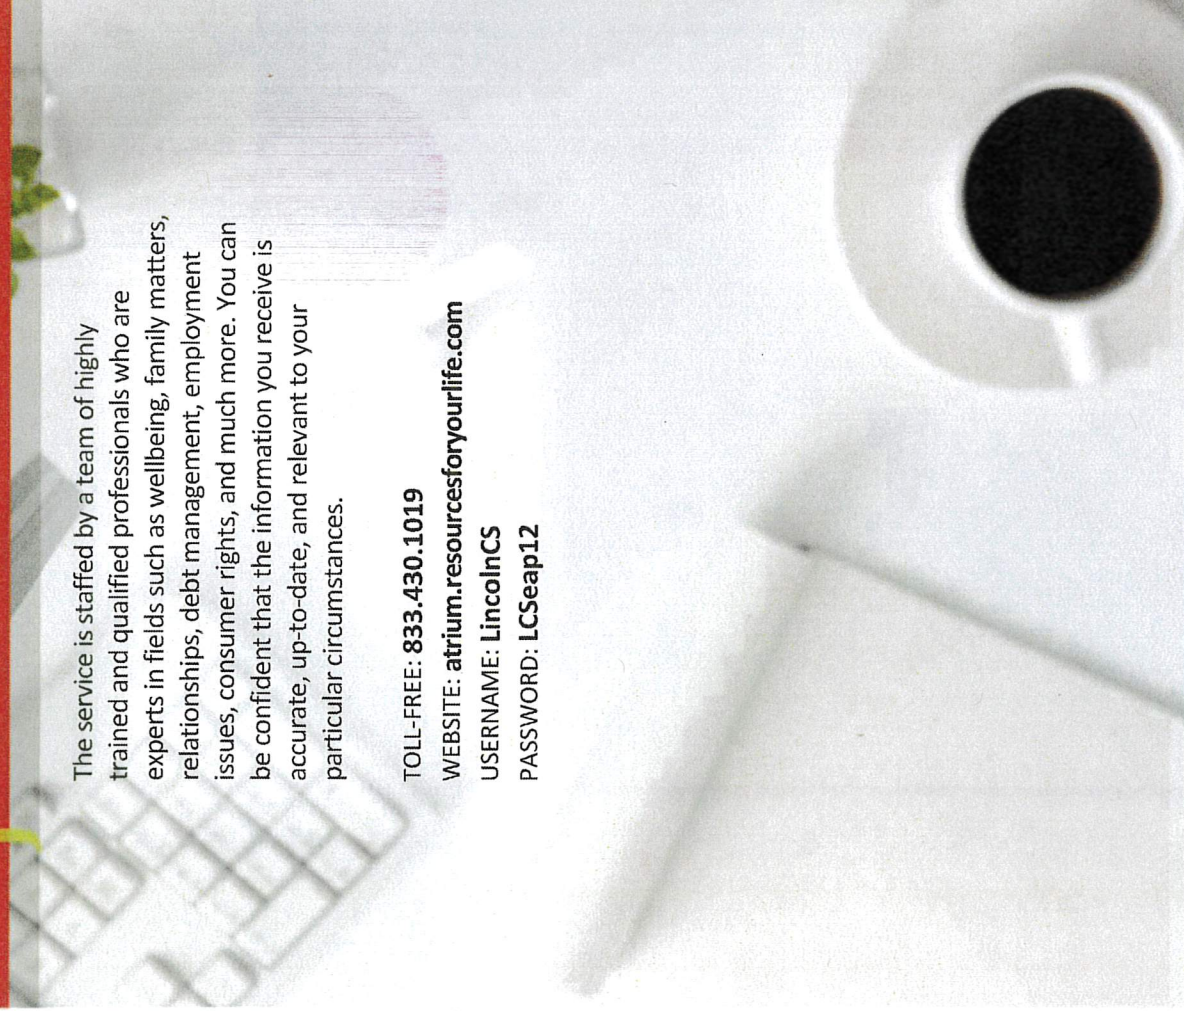 The service is staffed by a team of highly
trained and qualified professionals who are
experts in fields such as wellbeing, family matters,
relationships, debt management, employment
issues, consumer rights, and much more. You can
be confident that the information you receive is
accurate, up-to-date, and relevant to your
particular circumstances.
TOLL-FREE: 833.430.1019
WEBSITE: atrium.resourcesforyourlife.com
USERNAME: LincolnCS
PASSWORD: LCSeap12